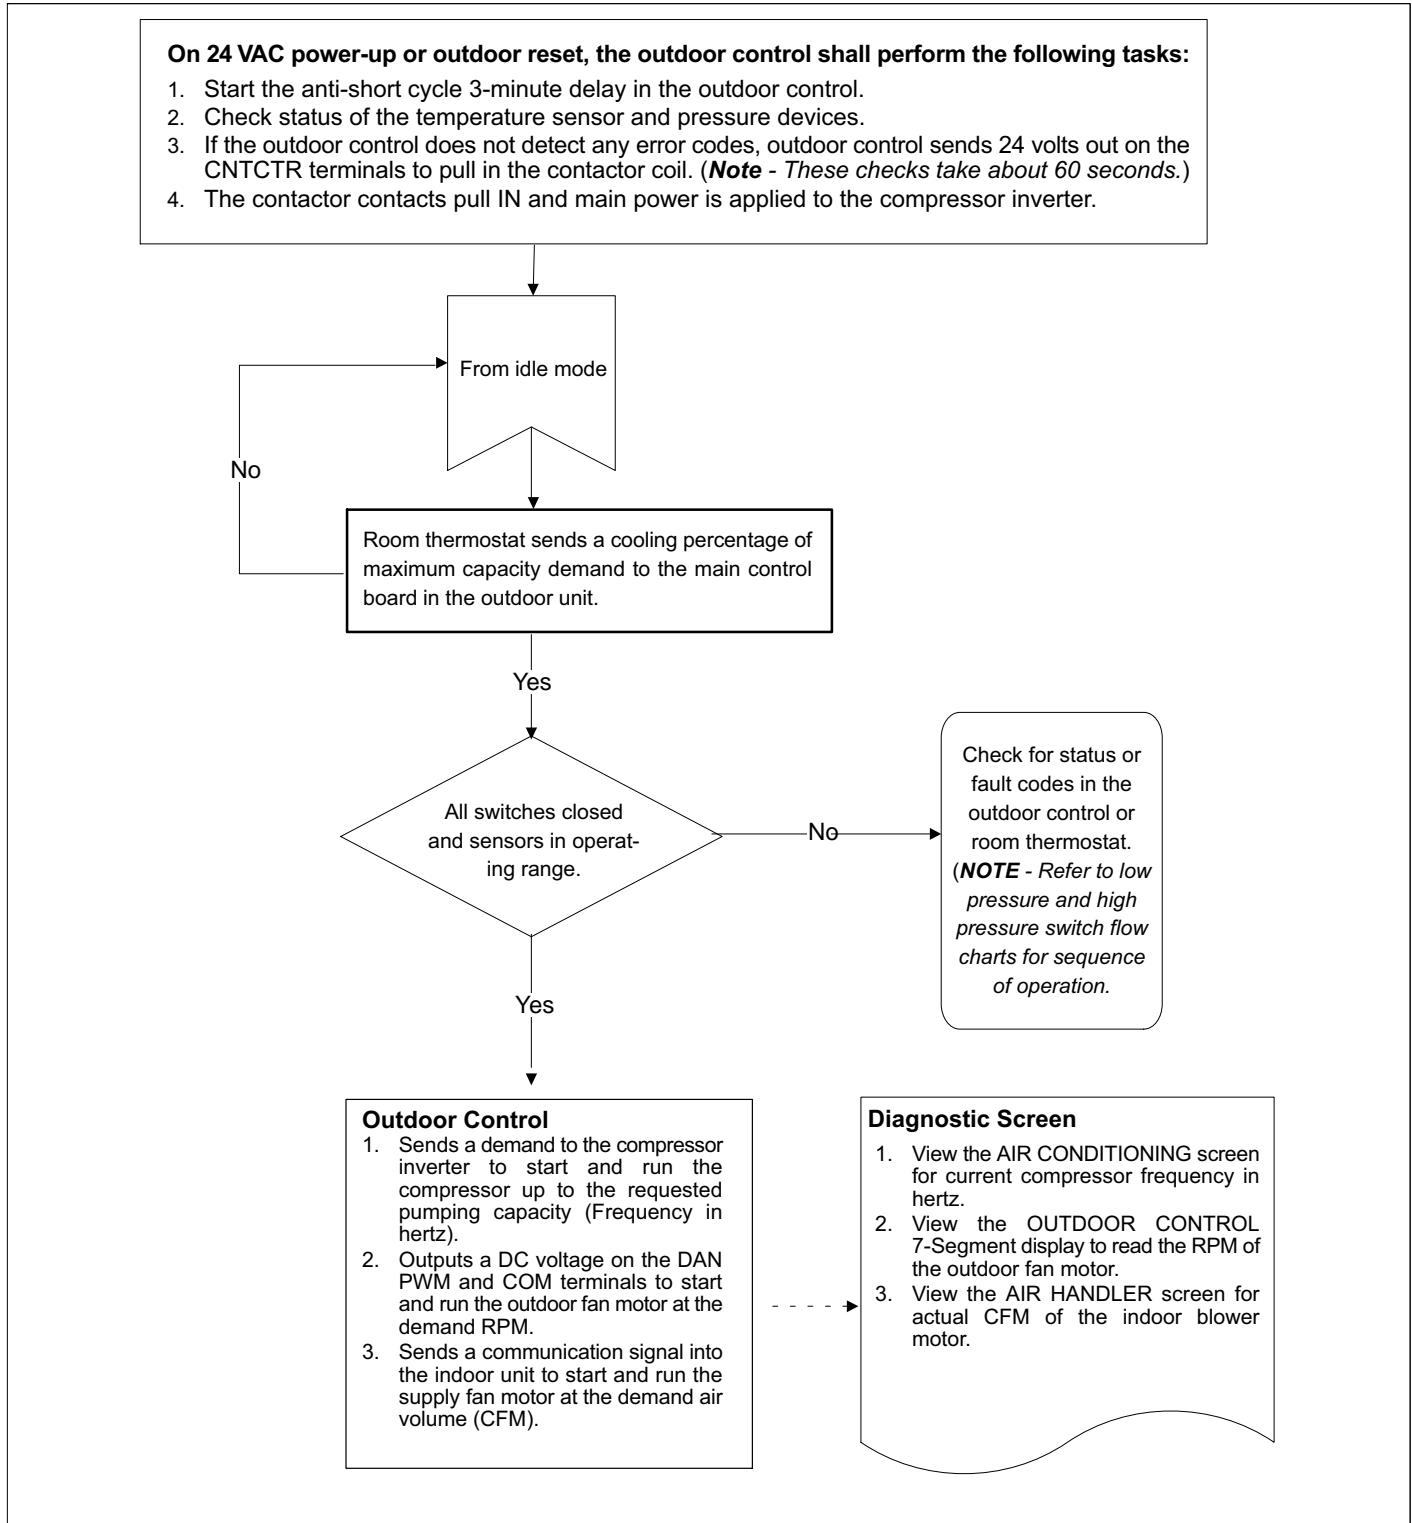 On 24 VAC power-up or outdoor reset, the outdoor control shall perform the following tasks:
1. Start the anti-short cycle 3-minute delay in the outdoor control.
2. Check status of the temperature sensor and pressure devices.
3. If the outdoor control does not detect any error codes, outdoor control sends 24 volts out on the
CNTCTR terminals to pull in the contactor coil. (Note - These checks take about 60 seconds.)
4. The contactor contacts pull IN and main power is applied to the compressor inverter.
From idle mode
No
Room thermostat sends a cooling percentage of
maximum capacity demand to the main control
board in the outdoor unit.
Yes
All switches closed
and sensors in operat-
ing range.
No
Check for status or
fault codes in the
outdoor control or
room thermostat.
(NOTE - Refer to low
pressure and high
pressure switch flow
charts for sequence
of operation.
Yes
Outdoor Control
1. Sends a demand to the compressor
inverter to start and run the
compressor up to the requested
pumping capacity (Frequency in
hertz).
2. Outputs a DC voltage on the DAN
PWM and COM terminals to start
and run the outdoor fan motor at the
demand RPM.
3. Sends a communication signal into
the indoor unit to start and run the
supply fan motor at the demand air
volume (CFM).
Diagnostic Screen
1. View the AIR CONDITIONING screen
for current compressor frequency in
hertz.
2. View the OUTDOOR CONTROL
7-Segment display to read the RPM of
the outdoor fan motor.
3. View the AIR HANDLER screen for
actual CFM of the indoor blower
motor.